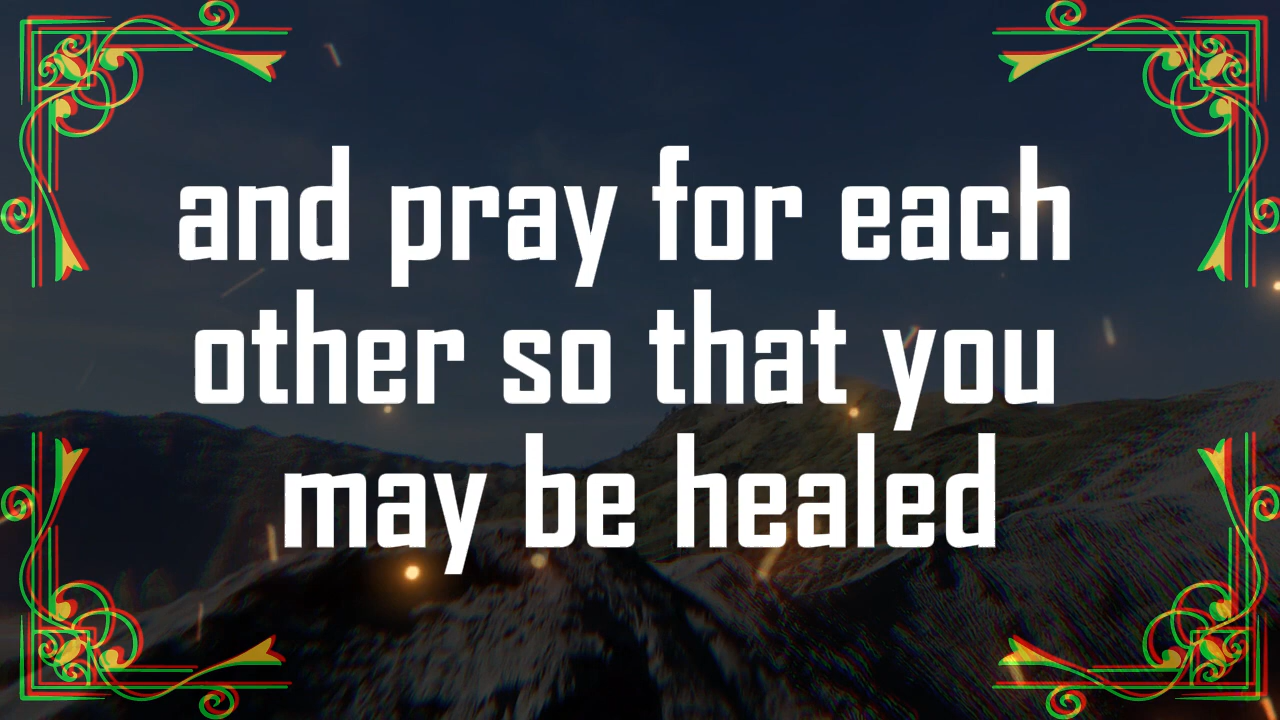 and pray for each
other so that you
may be healed